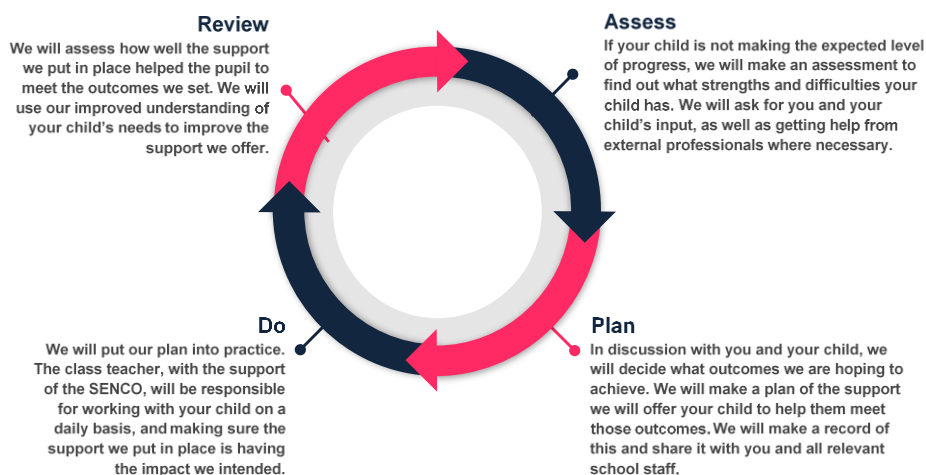 Review
We will assess how well the support
we put in place helped the pupil to
meet the outcomes we set. We will
use our improved understanding of
your child's needs to improve the
support we offer.
Assess
If your child is not making the expected level
of progress, we will make an assessment to
find out what strengths and difficulties your
child has. We will ask for you and your
child's input, as well as getting help from
external professionals where necessary.
Do
We will put our plan into practice.
The class teacher, with the support
of the SENCO, will be responsible
for working with your child on a
daily basis, and making sure the
support we put in place is having
the impact we intended.
Plan
In discussion with you and your child, we
will decide what outcomes we are hoping to
achieve. We will make a plan of the support
we will offer your child to help them meet
those outcomes. We will make a record of
this and share it with you and all relevant
school staff.